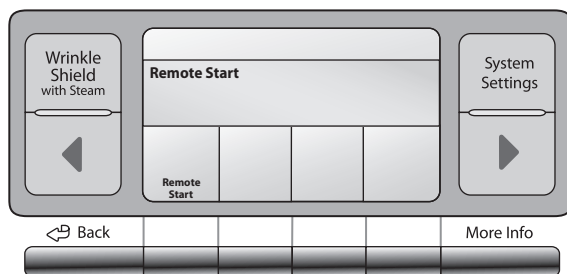 Wrinkle
Shield
with Steam
Remote Start
Remote
Start
System
Settings
Back
More Info